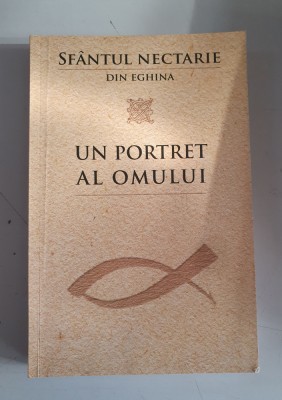 SFÂNTUL NECTARIE
DIN EGHINA
UN PORTRET
AL OMULUI